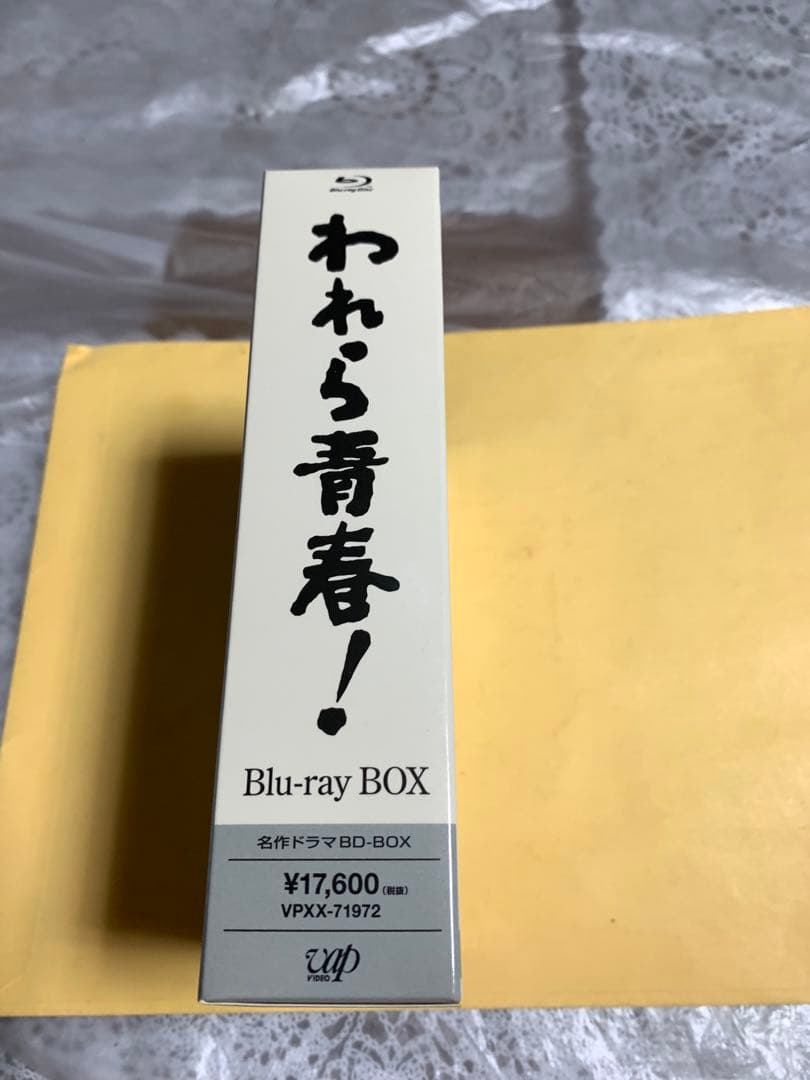 Blu-ray Disc
われら青春!
Blu-ray BOX
名作ドラマBD-BOX
¥17,600(税抜)
VPXX-71972
vap
VIDEO